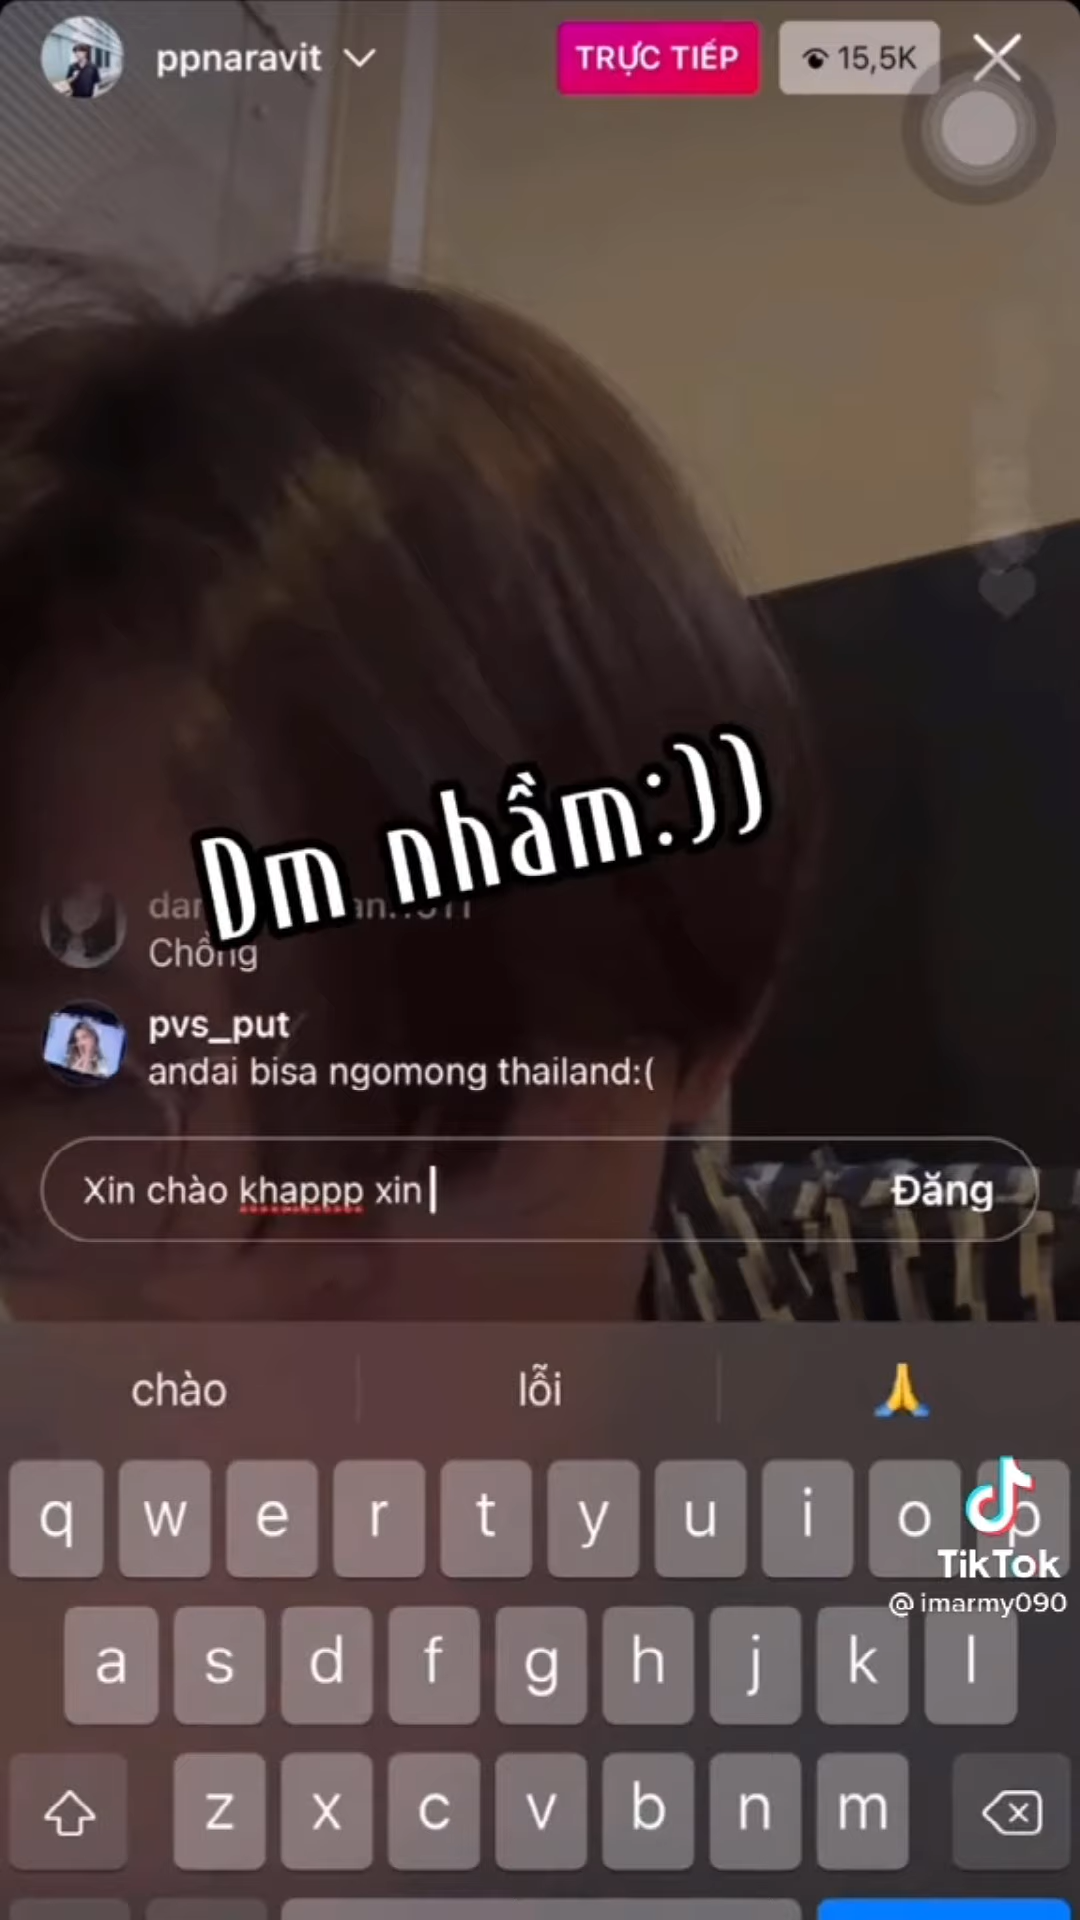 ppnaravit
TRỰC TIẾP
15,5K
Dm nhầm:))
Chồng
pvs_put
andai bisa ngomong thailand:(
Xin chào khappp xin
Đăng
chào
lỗi
🙏
q w e r t y u i o p
TikTok
@imarmy090
a s d f g h j k l
z x c v b n m